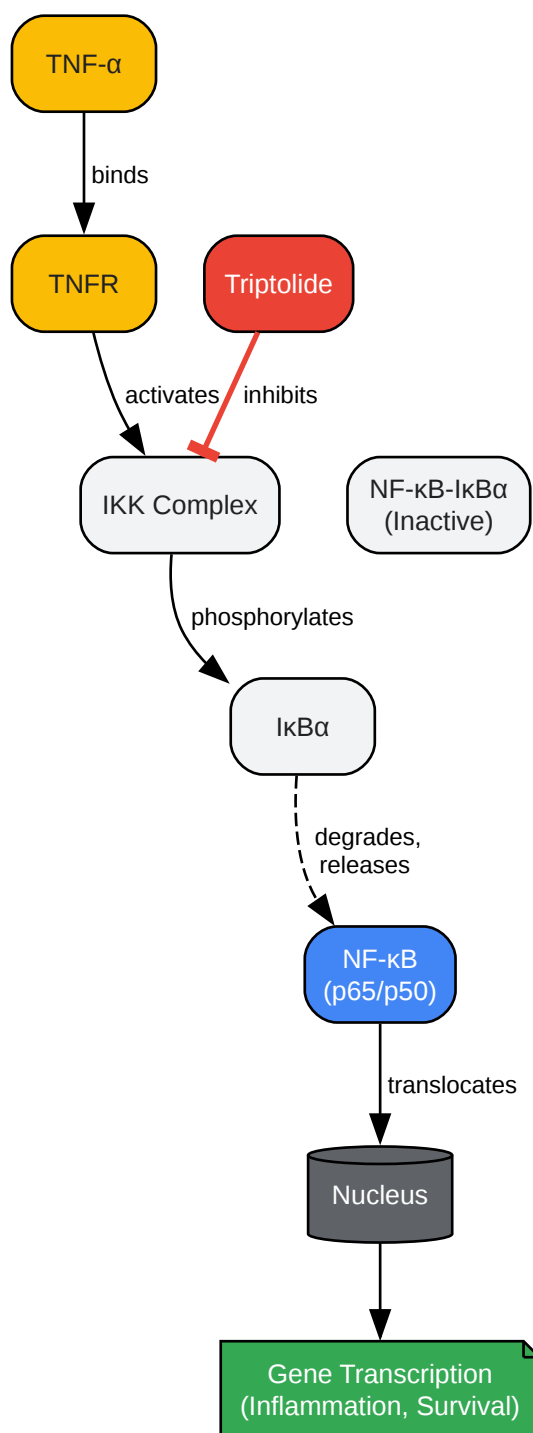 TNF-α
binds
TNFR
Triptolide
activates
inhibits
IKK Complex
NF-κB-IκBα
(Inactive)
phosphorylates
IκBα
degrades,
releases
NF-κB
(p65/p50)
translocates
Nucleus
Gene Transcription
(Inflammation, Survival)